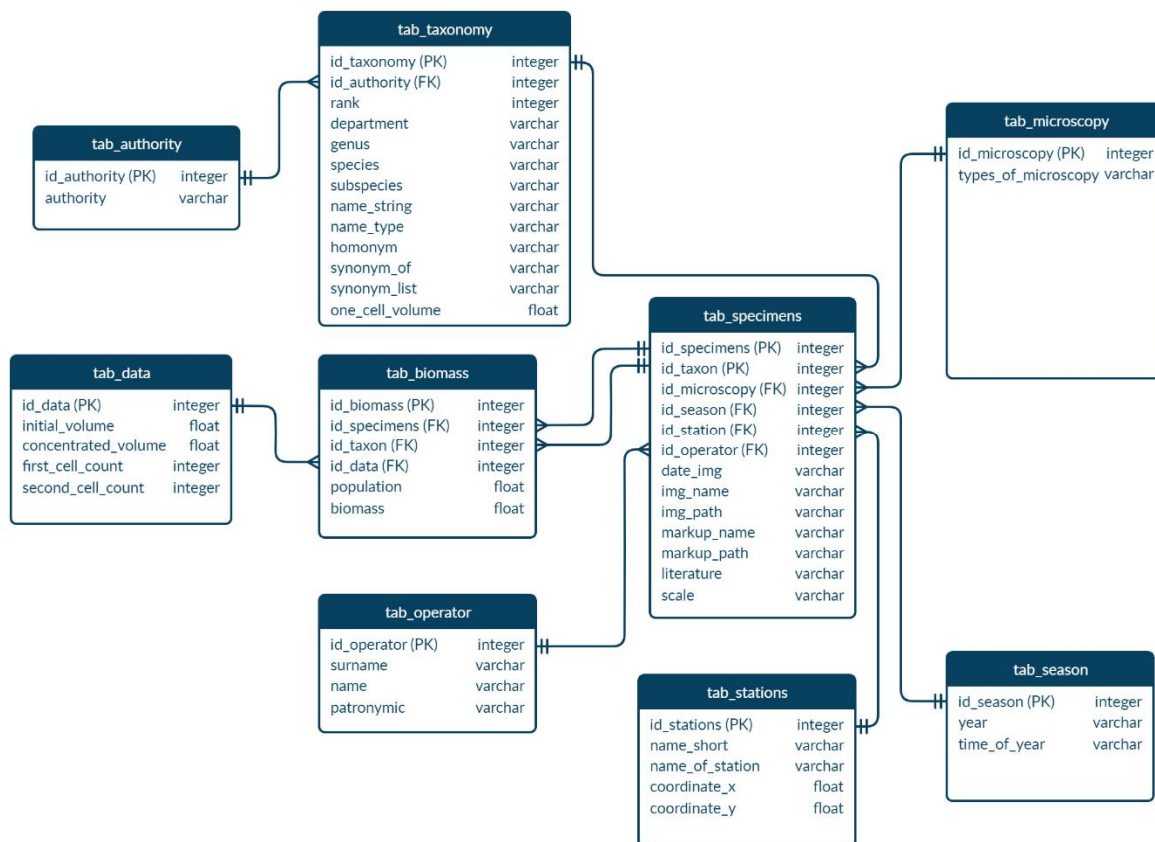 tab_taxonomy
id_taxonomy (PK) integer
id_authority (FK) integer
rank integer
department varchar
genus varchar
species varchar
subspecies varchar
name_string varchar
name_type varchar
homonym varchar
synonym_of varchar
synonym_list varchar
one_cell_volume float
tab_authority
id_authority (PK) integer
authority varchar
tab_microscopy
id_microscopy (PK) integer
types_of_microscopy varchar
tab_specimens
id_specimens (PK) integer
id_taxon (PK) integer
id_microscopy (FK) integer
id_season (FK) integer
id_station (FK) integer
id_operator (FK) integer
date_img varchar
img_name varchar
img_path varchar
markup_name varchar
markup_path varchar
literature varchar
scale varchar
tab_data
id_data (PK) integer
initial_volume float
concentrated_volume float
first_cell_count integer
second_cell_count integer
tab_biomass
id_biomass (PK) integer
id_specimens (FK) integer
id_taxon (FK) integer
id_data (FK) integer
population float
biomass float
tab_operator
id_operator (PK) integer
surname varchar
name varchar
patronymic varchar
tab_stations
id_stations (PK) integer
name_short varchar
name_of_station varchar
coordinate_x float
coordinate_y float
tab_season
id_season (PK) integer
year varchar
time_of_year varchar